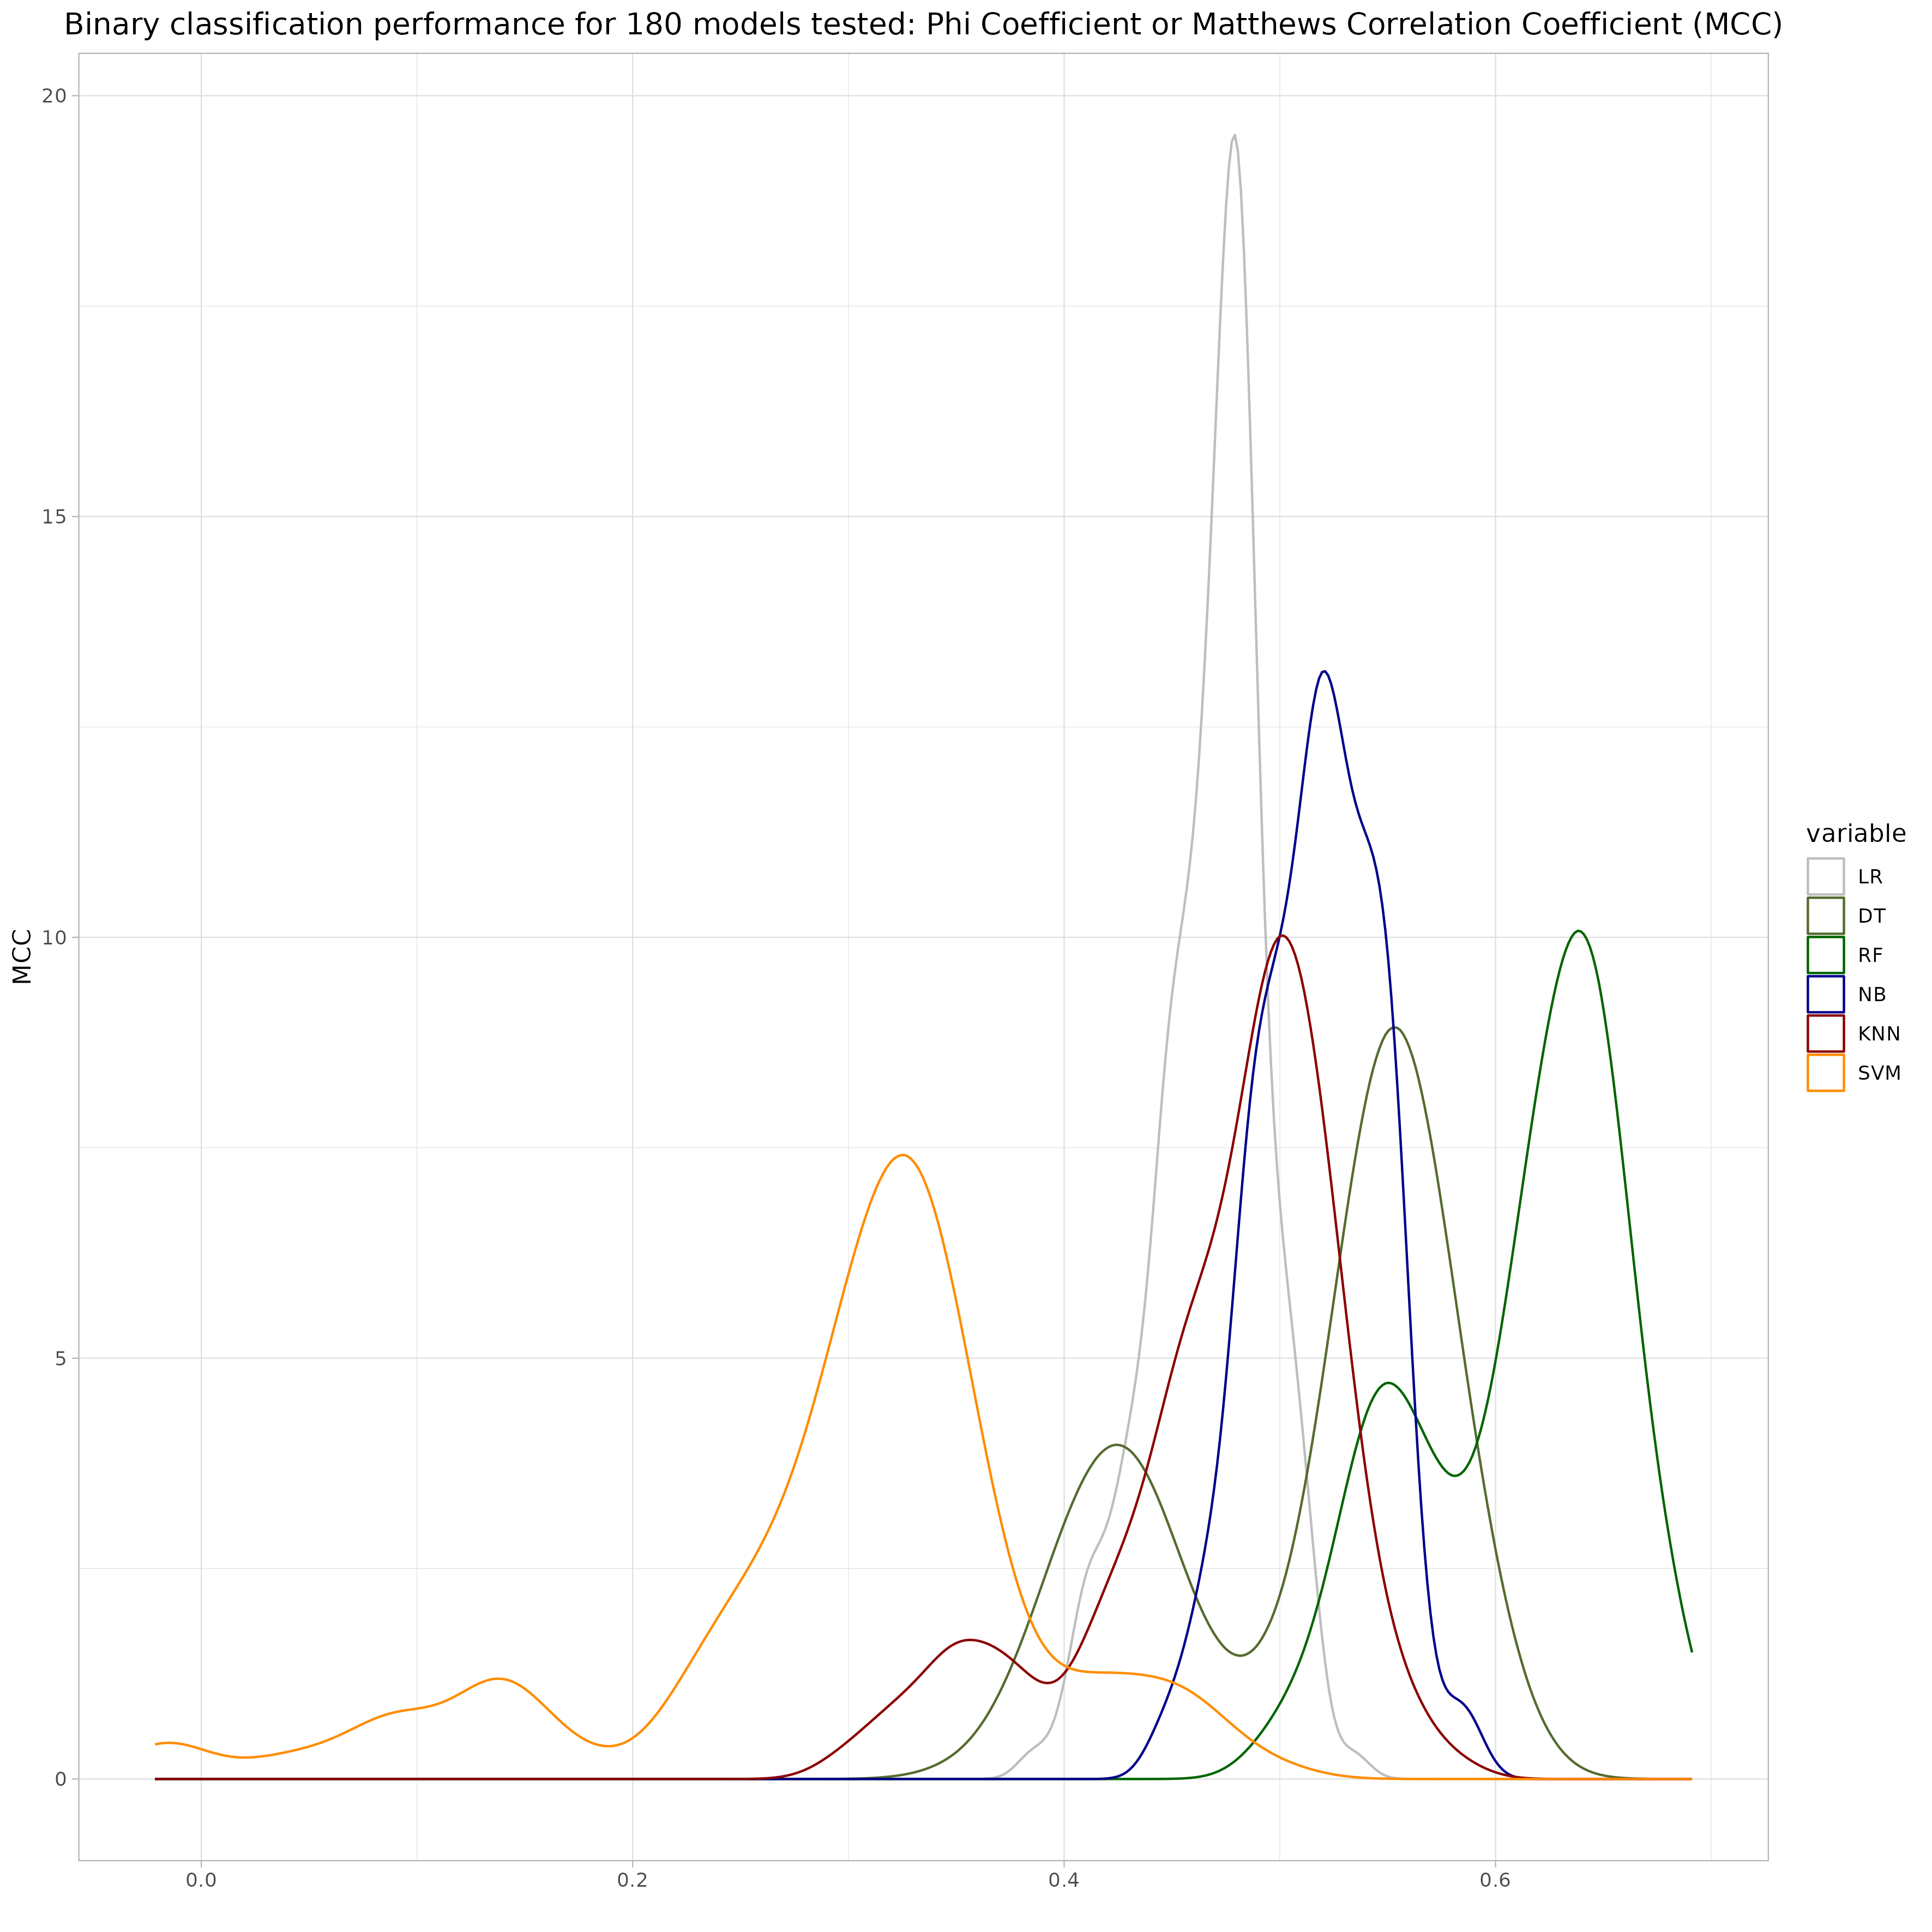 Binary classification performance for 180 models tested: Phi Coefficient or Matthews Correlation Coefficient (MCC)
20
15
10
5
0
MCC
0.0
0.2
0.4
0.6
variable
LR
DT
RF
NB
KNN
SVM